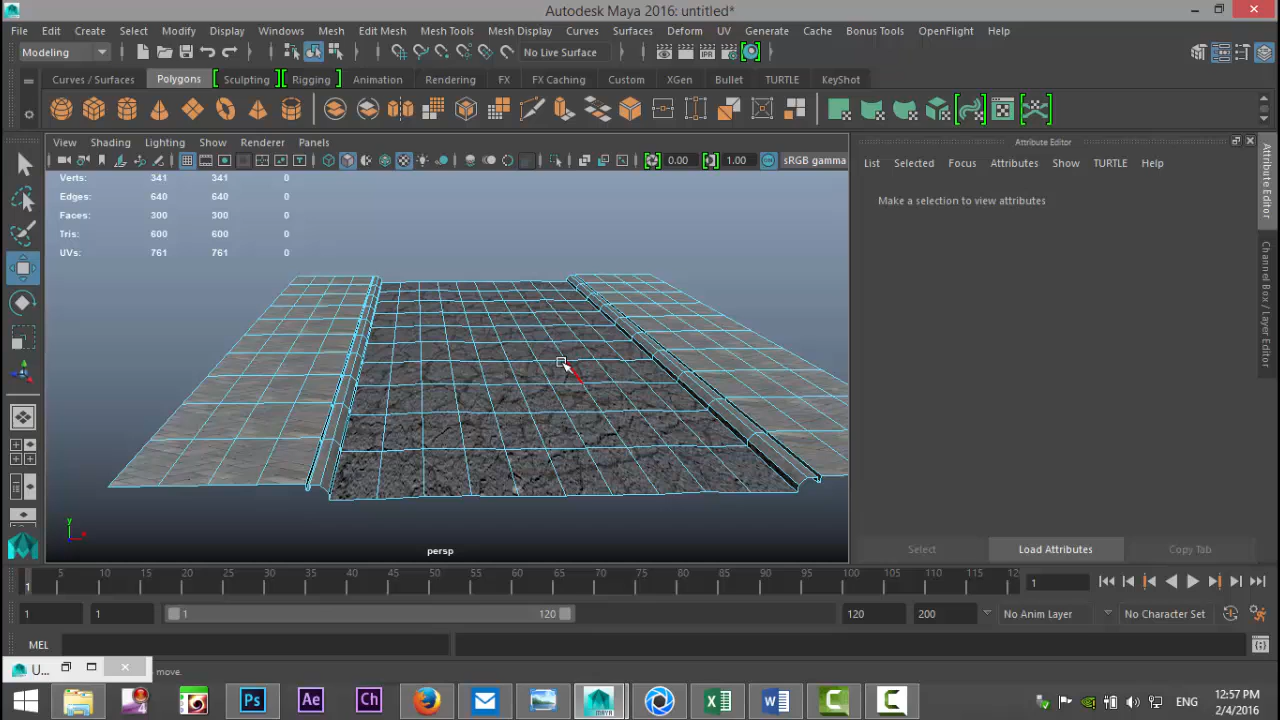 Autodesk Maya 2016: untitled*
File Edit Create Select Modify Display Windows Mesh Edit Mesh Mesh Tools Mesh Display Curves Surfaces Deform UV Generate Cache Bonus Tools OpenFlight Help
Modeling No Live Surface
Curves / Surfaces Polygons Sculpting Rigging Animation Rendering FX FX Caching Custom XGen Bullet TURTLE KeyShot
View Shading Lighting Show Renderer Panels
0.00 1.00 sRGB gamma
Verts: 341 341 0
Edges: 640 640 0
Faces: 300 300 0
Tris: 600 600 0
UVs: 761 761 0
y
persp
Attribute Editor
List Selected Focus Attributes Show TURTLE Help
Make a selection to view attributes
Select Load Attributes Copy Tab
Attribute Editor
Channel Box / Layer Editor
1 5 10 15 20 25 30 35 40 45 50 55 60 65 70 75 80 85 90 95 100 105 110 115 12
1
1 1 1 120 120 200 No Anim Layer No Character Set
MEL
U... move.
Ps Ae Ch MAYA
ENG
12:57 PM
2/4/2016